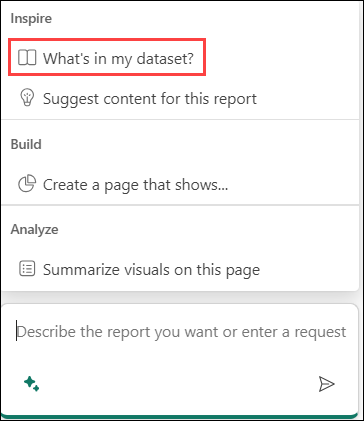 Inspire
What's in my dataset?
Suggest content for this report
Build
Create a page that shows...
Analyze
Summarize visuals on this page
Describe the report you want or enter a request